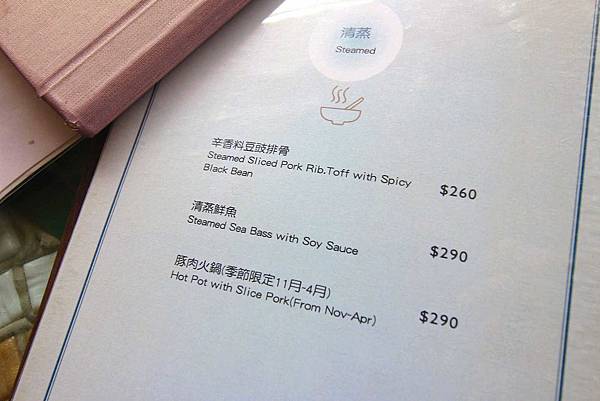 清蒸
Steamed
辛香料豆豉排骨
Steamed Sliced Pork Rib.Toff with Spicy
Black Bean
$260
清蒸鮮魚
Steamed Sea Bass with Soy Sauce
$290
豚肉火鍋(季節限定11月-4月)
Hot Pot with Slice Pork(From Nov-Apr)
$290